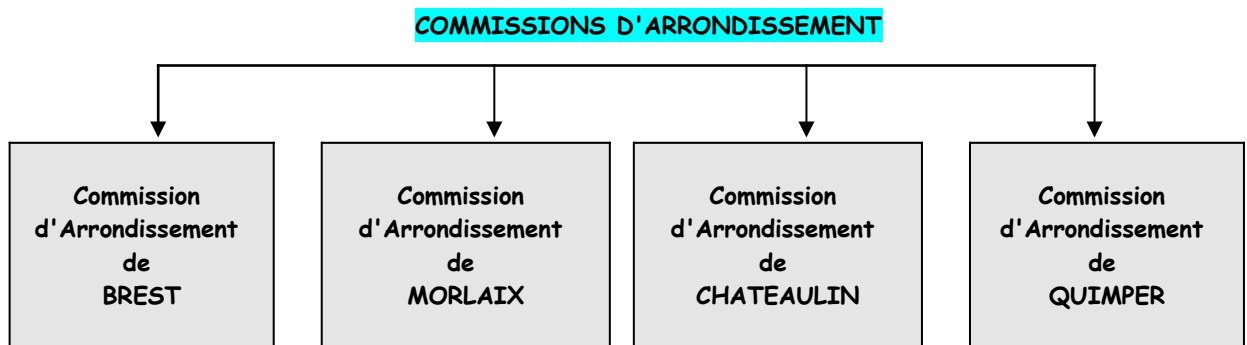 COMMISSIONS D'ARRONDISSEMENT
Commission
d'Arrondissement
de
BREST
Commission
d'Arrondissement
de
MORLAIX
Commission
d'Arrondissement
de
CHATEAULIN
Commission
d'Arrondissement
de
QUIMPER